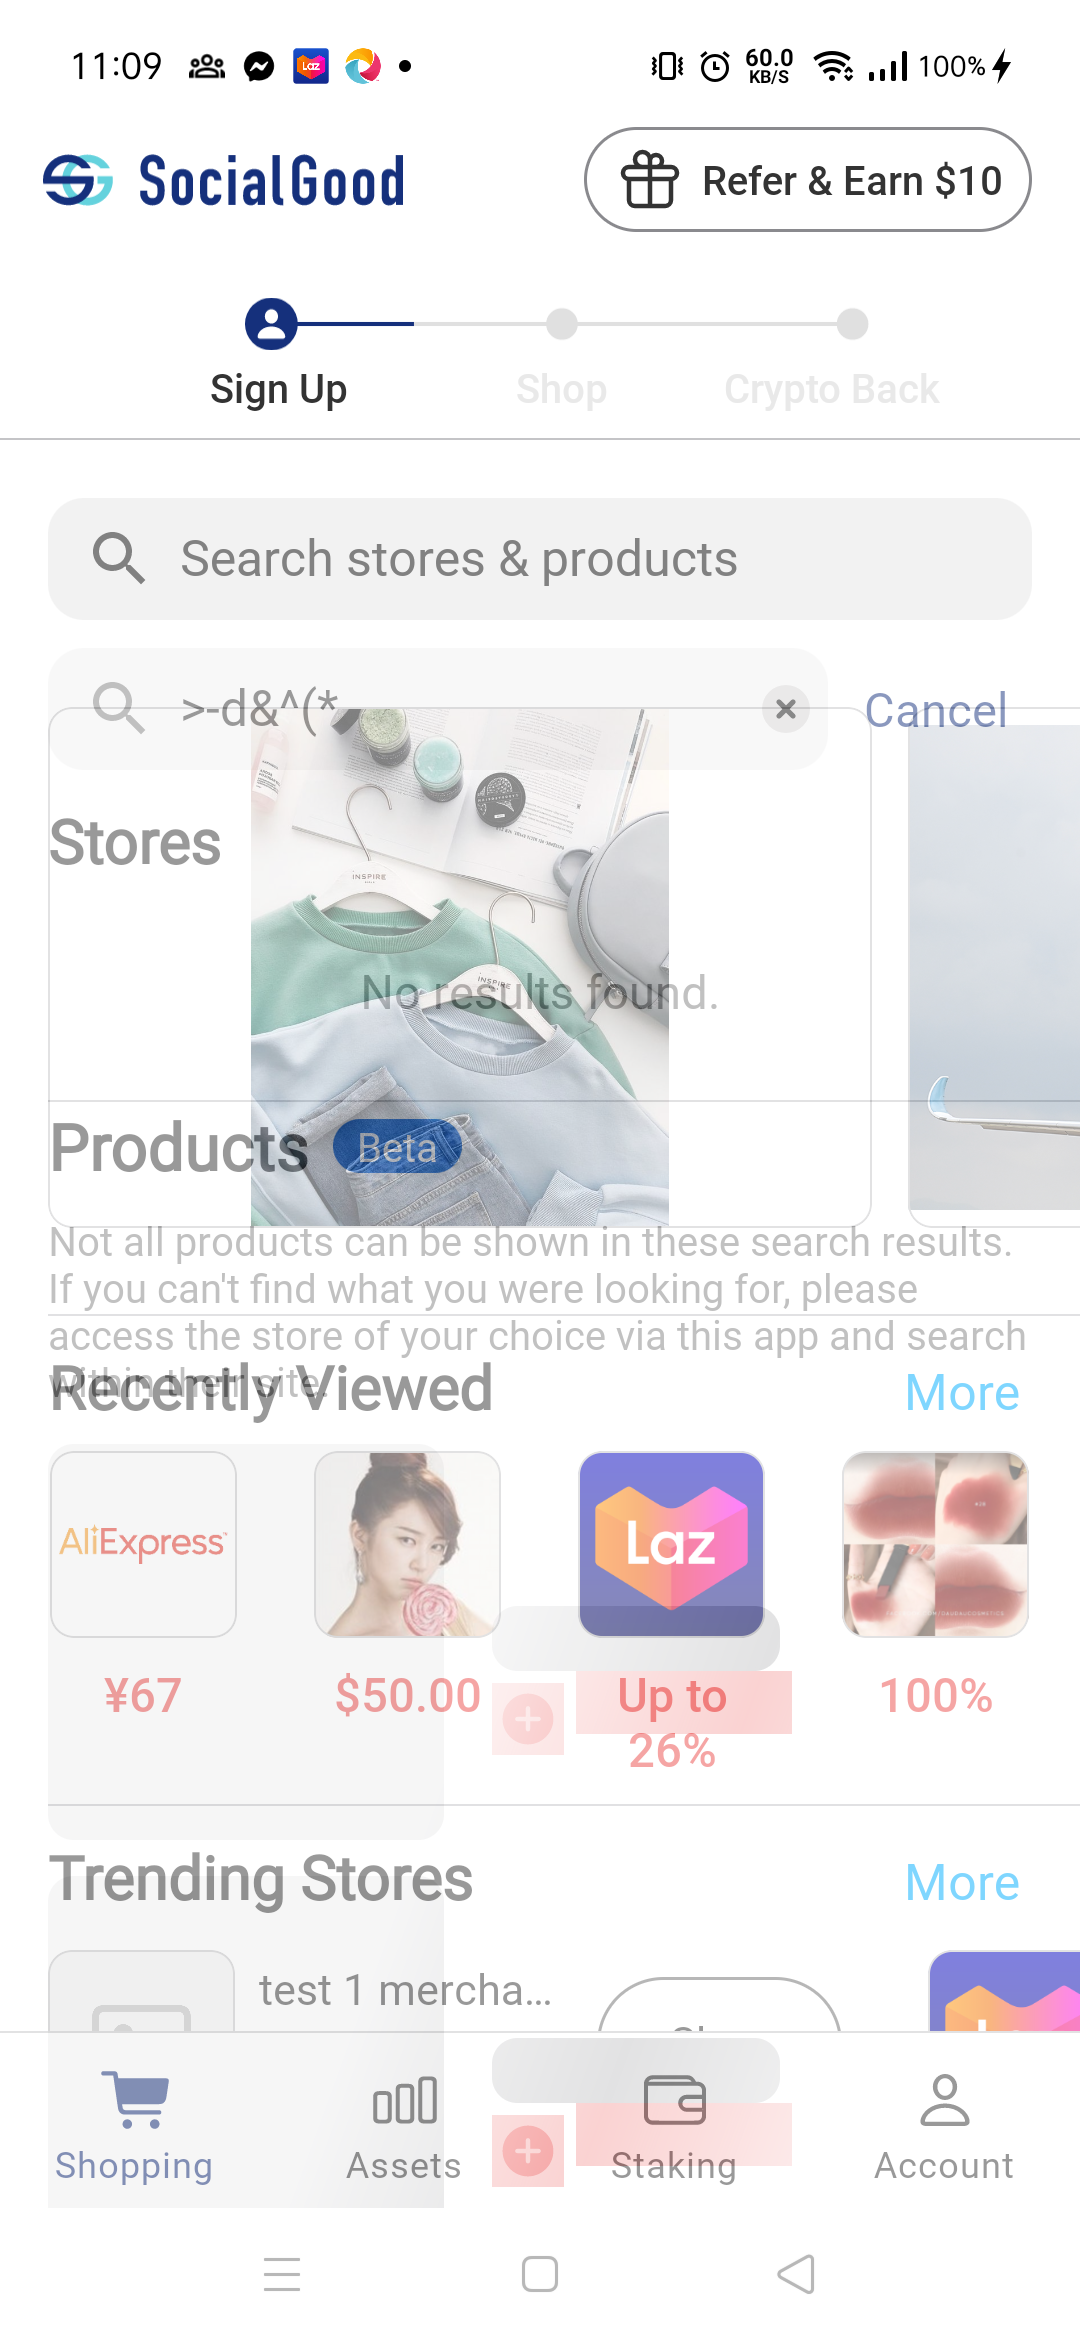 11:09
Laz
60.0
KB/S
100%
SocialGood
Refer & Earn $10
Sign Up
Shop
Crypto Back
Search stores & products
>-d&^(*
Cancel
Stores
INSPIRE
INSPIRE
No results found.
Products
Beta
Not all products can be shown in these search results.
If you can't find what you were looking for, please
access the store of your choice via this app and search
within their site.
Recently Viewed
More
AliExpress
Laz
¥67
$50.00
Up to
26%
100%
Trending Stores
More
test 1 mercha...
Shopping
Assets
Staking
Account